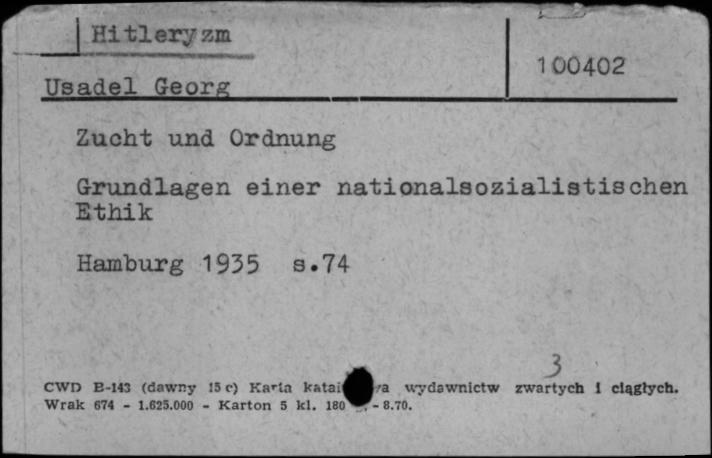 Hitleryzm
100402
Usadel Georg
Zucht und Ordnung
Grundlagen einer nationalsozialistischen
Ethik
Hamburg 1935 s.74
3
CWD B-143 (dawny 15 c) Karta wydawnictw zwartych i ciągłych.
Wrak 674 - 1.625.000 - Karton 5 kl. 180 - 8.70.